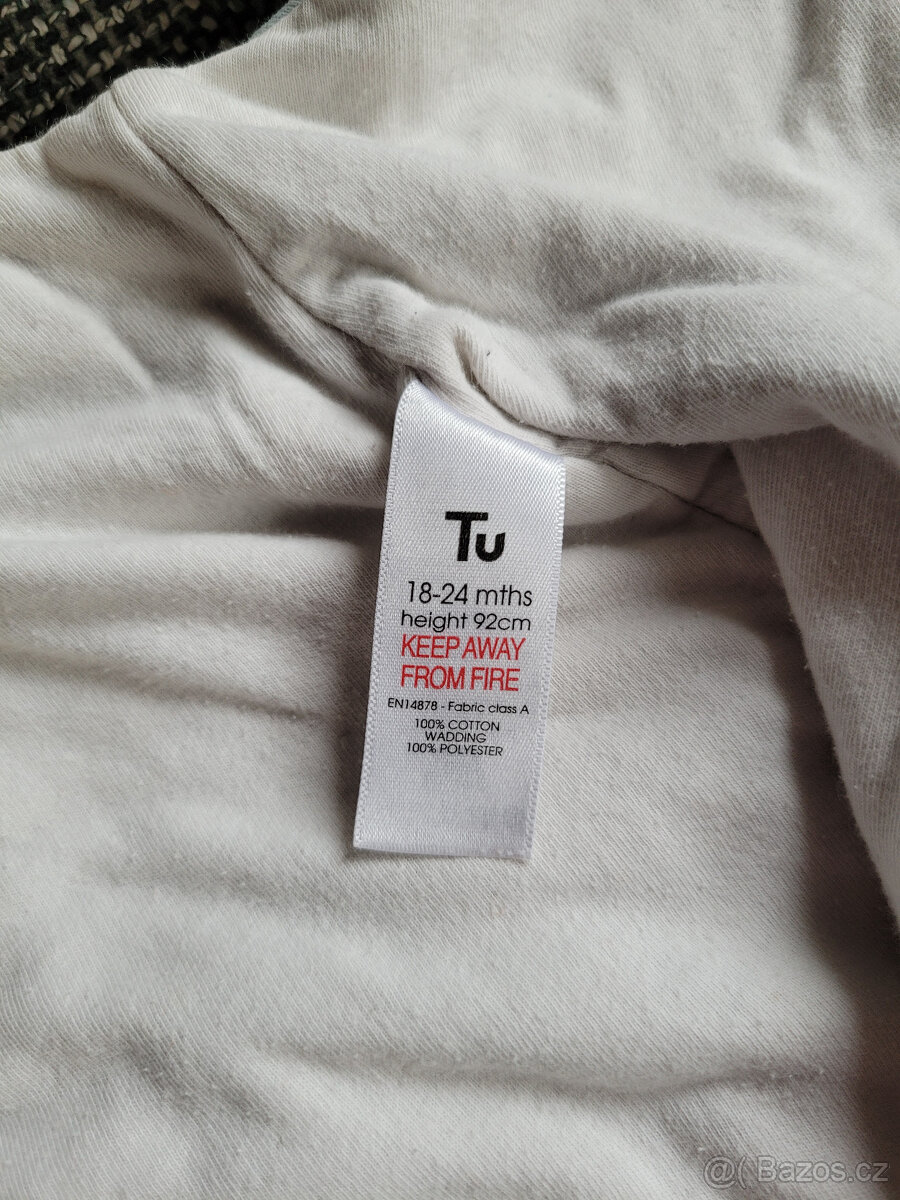 Tu
18-24 mths
height 92cm
KEEP AWAY
FROM FIRE
EN14878 - Fabric class A
100% COTTON
WADDING
100% POLYESTER
@( Bazos.cz